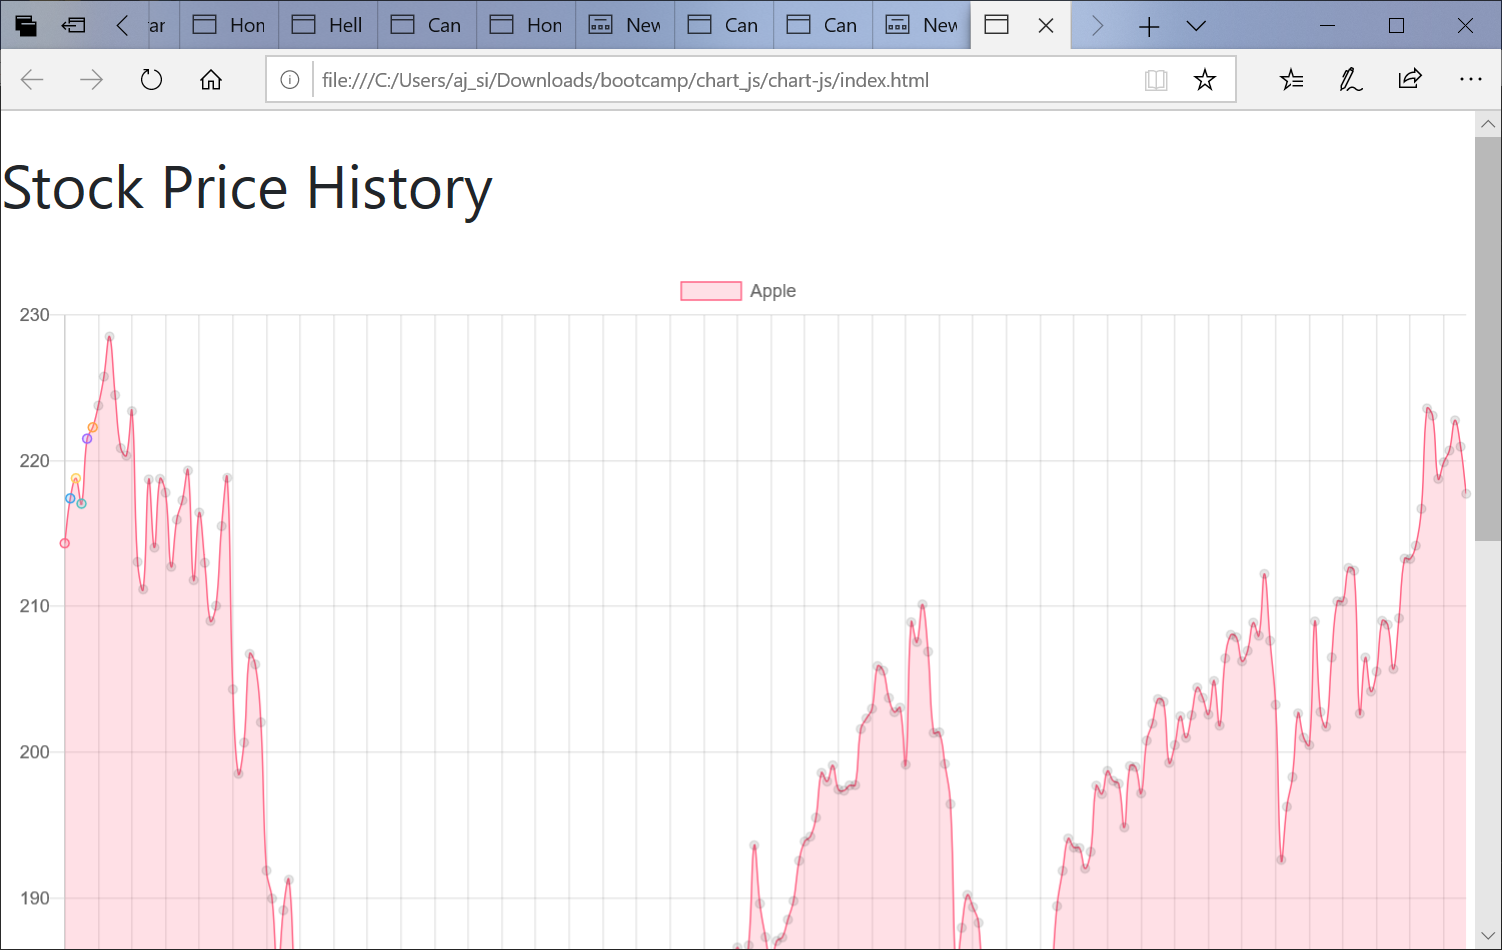 ar Hon Hell Can Hon New Can Can New
file:///C:/Users/aj_si/Downloads/bootcamp/chart_js/chart-js/index.html
Stock Price History
Apple
230
220
210
200
190